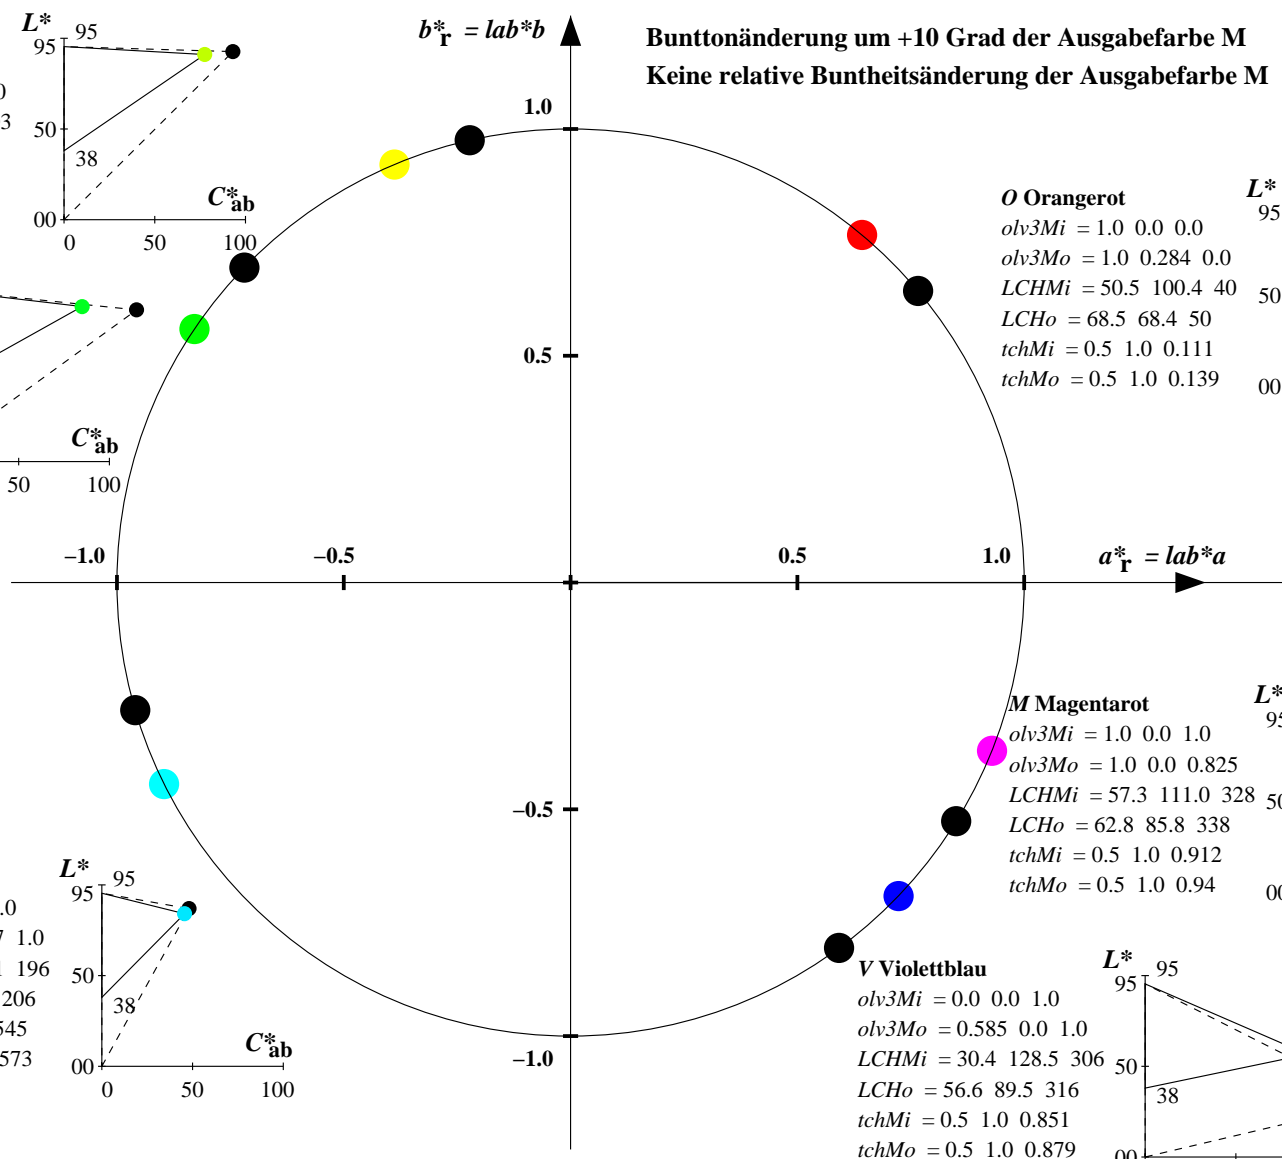 b*r = lab*b
Bunttonänderung um +10 Grad der Ausgabefarbe M
Keine relative Buntheitsänderung der Ausgabefarbe M
L*
95
95
50
38
00
0 50 100
C*ab
0
3
1.0
0.5
–1.0
–0.5
0.5
1.0
a*r = lab*a
–0.5
–1.0
C*ab
50 100
O Orangerot
olv3Mi = 1.0 0.0 0.0
olv3Mo = 1.0 0.284 0.0
LCHMi = 50.5 100.4 40
LCHo = 68.5 68.4 50
tchMi = 0.5 1.0 0.111
tchMo = 0.5 1.0 0.139
L*
95
50
00
M Magentarot
olv3Mi = 1.0 0.0 1.0
olv3Mo = 1.0 0.0 0.825
LCHMi = 57.3 111.0 328
LCHo = 62.8 85.8 338
tchMi = 0.5 1.0 0.912
tchMo = 0.5 1.0 0.94
L*
V Violettblau
olv3Mi = 0.0 0.0 1.0
olv3Mo = 0.585 0.0 1.0
LCHMi = 30.4 128.5 306
LCHo = 56.6 89.5 316
tchMi = 0.5 1.0 0.851
tchMo = 0.5 1.0 0.879
L*
95
95
50
38
00
1.0
196
206
L*
95
95
50
38
00
0 50 100
C*ab